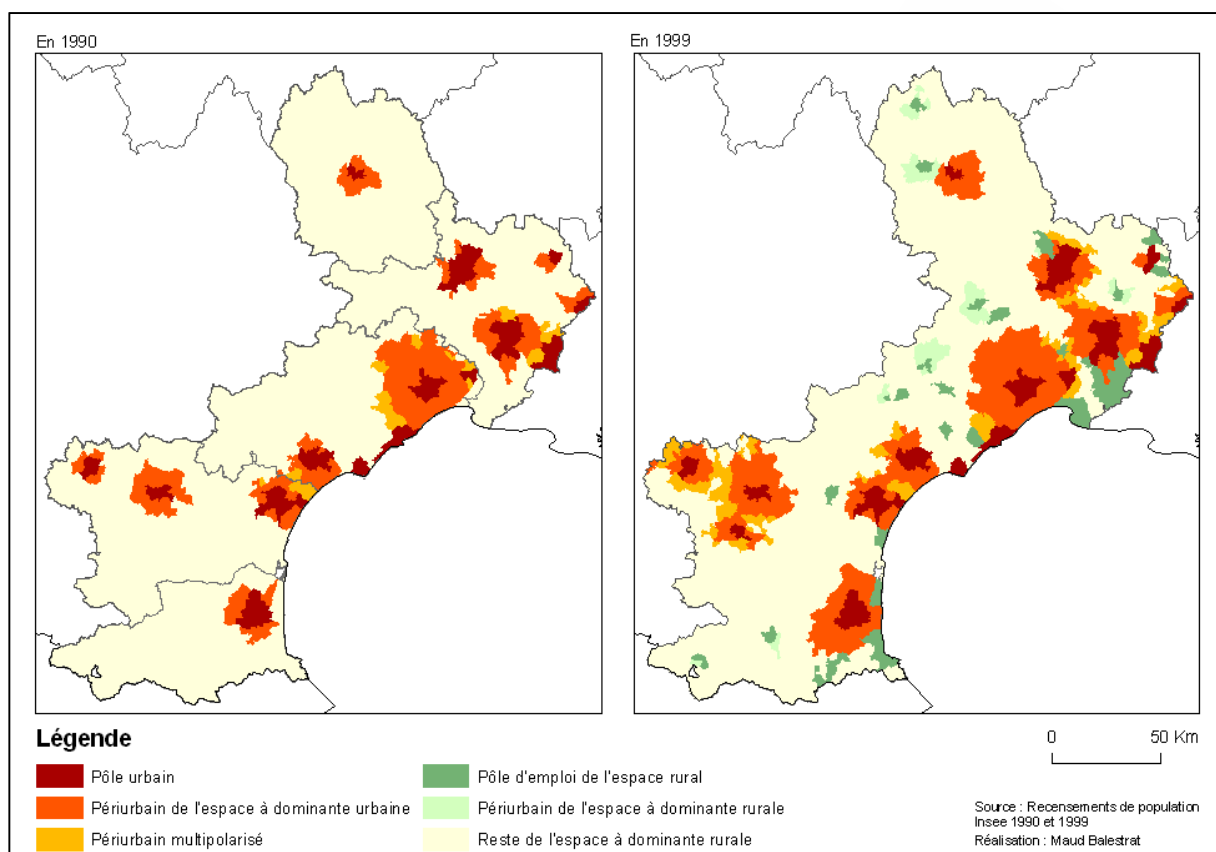 En 1990
En 1999
Légende
Pôle urbain
Périurbain de l'espace à dominante urbaine
Périurbain multipolarisé
Pôle d'emploi de l'espace rural
Périurbain de l'espace à dominante rurale
Reste de l'espace à dominante rurale
0 50 Km
Source : Recensements de population
Insee 1990 et 1999
Réalisation : Maud Balestrat